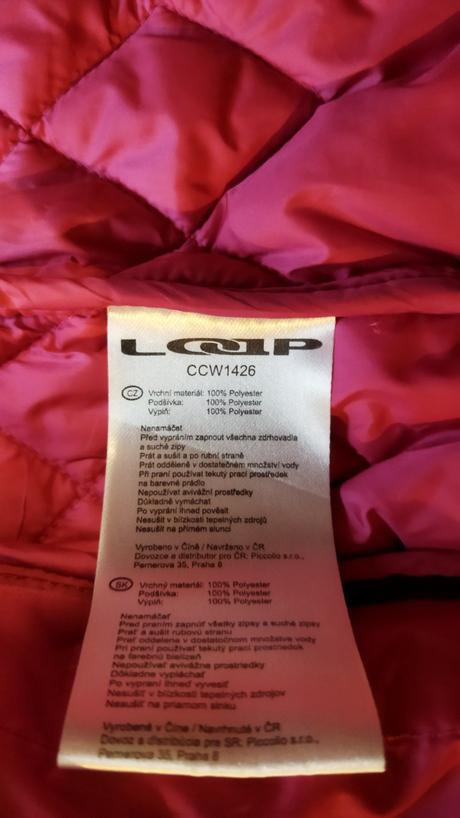 LOAP
CCW1426
CZ Vrchní materiál: 100% Polyester
Podšívka: 100% Polyester
Výplň: 100% Polyester
Nenamáčet
Před vypráním zapnout všechna zdrhovadla
a suché zipy
Prát a sušit a po rubní straně
Prát odděleně v dostatečném množství vody
Při praní používat tekutý prací prostředek
na barevné prádlo
Nepoužívat avivážní prostředky
Důkladně vymáchat
Po vyprání ihned pověsit
Nesušit v blízkosti tepelných zdrojů
Nesušit na přímém slunci
Vyrobeno v Číně / Navrženo v ČR
Dovozce a distributor pro ČR: Piccollo s.r.o.,
Pernerova 35, Praha 8
SK Vrchný materiál: 100% Polyester
Podšívka: 100% Polyester
Výplň: 100% Polyester
Nenamáčať
Pred praním zapnúť všetky zipsy a suché zipsy
Prať a sušiť rubovú stranu
Prať oddelene v dostatočnom množstve vody
Pri praní používať tekutý prací prostriedok
na farebnú bielizeň
Nepoužívať avivážne prostriedky
Dôkladne vypláchať
Po vypraní ihneď vyvesiť
Nesušiť v blízkosti tepelných zdrojov
Nesušiť na priamom slnku
Vyrobené v Číne / Navrhnuté v ČR
Dovoz a distribúcia pre SR: Piccollo s.r.o.,
Pernerova 35, Praha 8